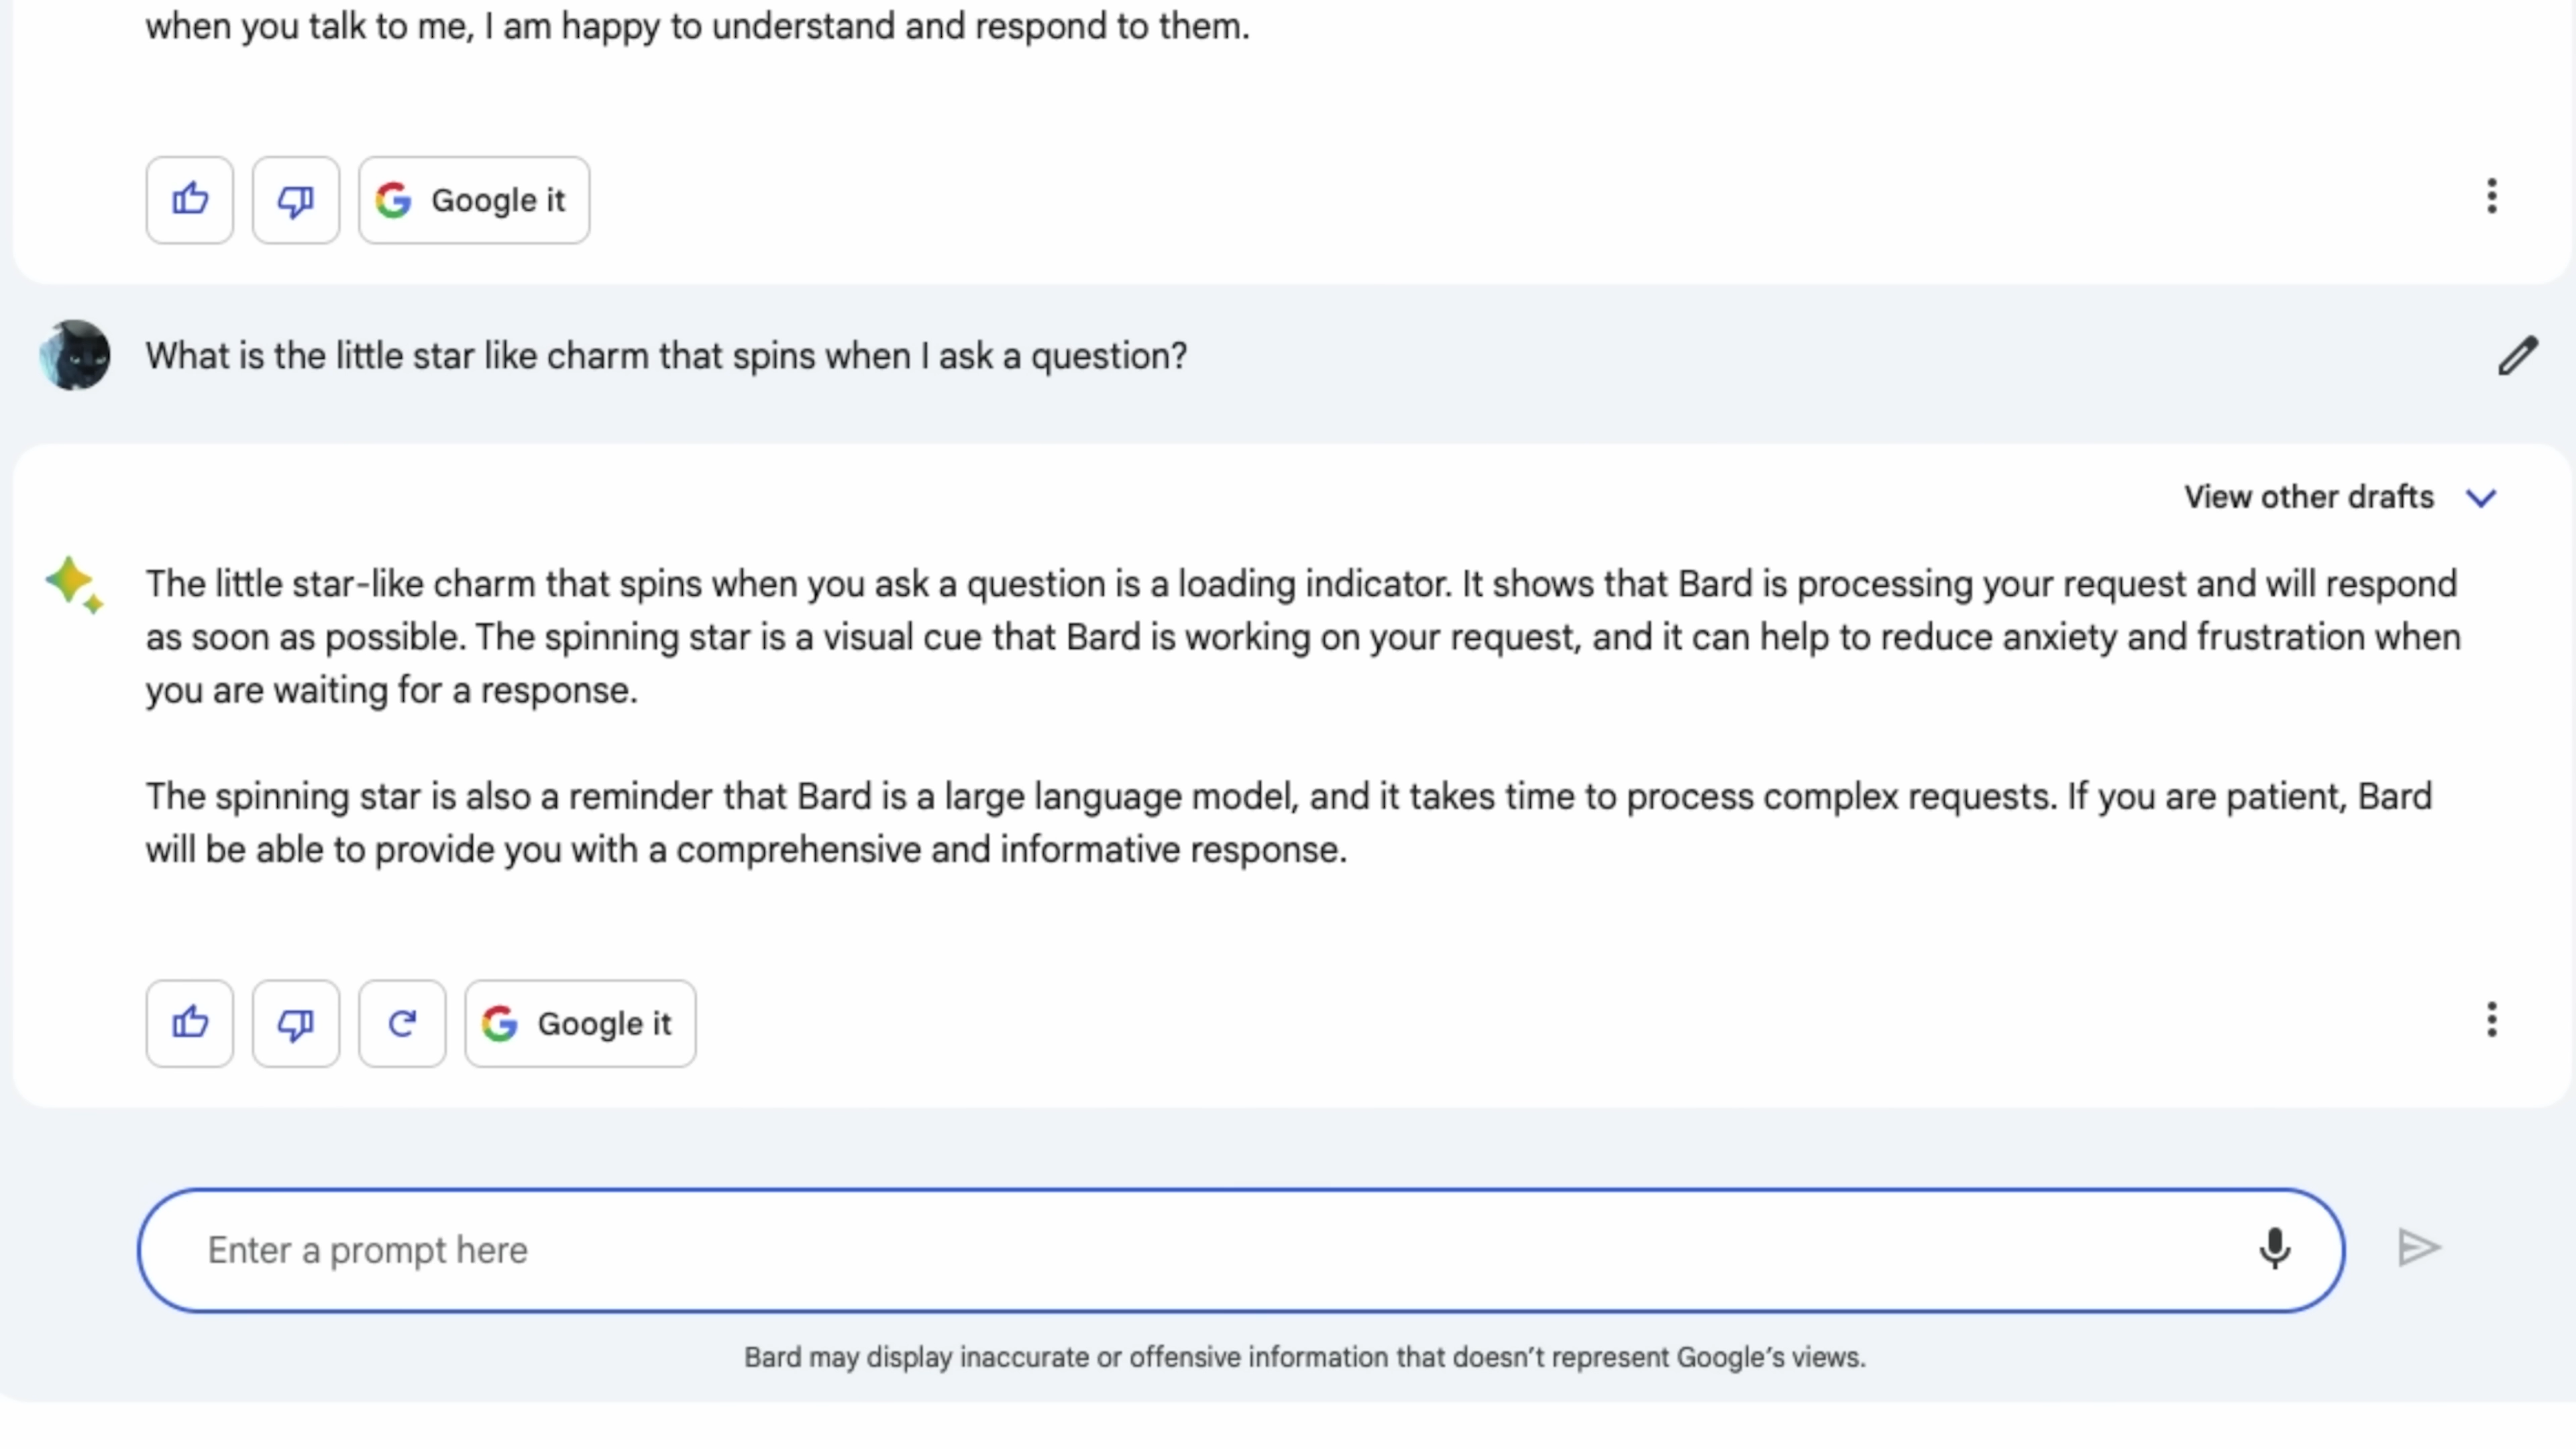 when you talk to me, I am happy to understand and respond to them.
Google it
What is the little star like charm that spins when I ask a question?
View other drafts
The little star-like charm that spins when you ask a question is a loading indicator. It shows that Bard is processing your request and will respond
as soon as possible. The spinning star is a visual cue that Bard is working on your request, and it can help to reduce anxiety and frustration when
you are waiting for a response.
The spinning star is also a reminder that Bard is a large language model, and it takes time to process complex requests. If you are patient, Bard
will be able to provide you with a comprehensive and informative response.
Google it
Enter a prompt here
Bard may display inaccurate or offensive information that doesn’t represent Google’s views.